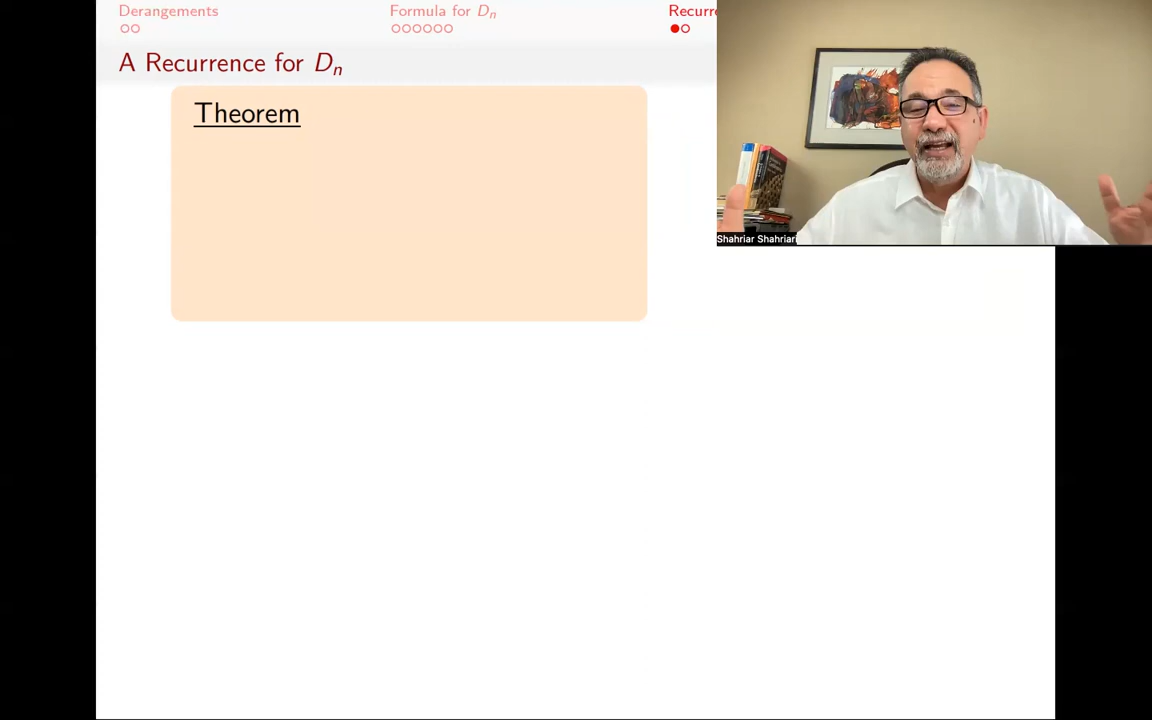 Derangements
Formula for Dₙ
Recurre
A Recurrence for Dₙ
Theorem
Shahriar Shahriari